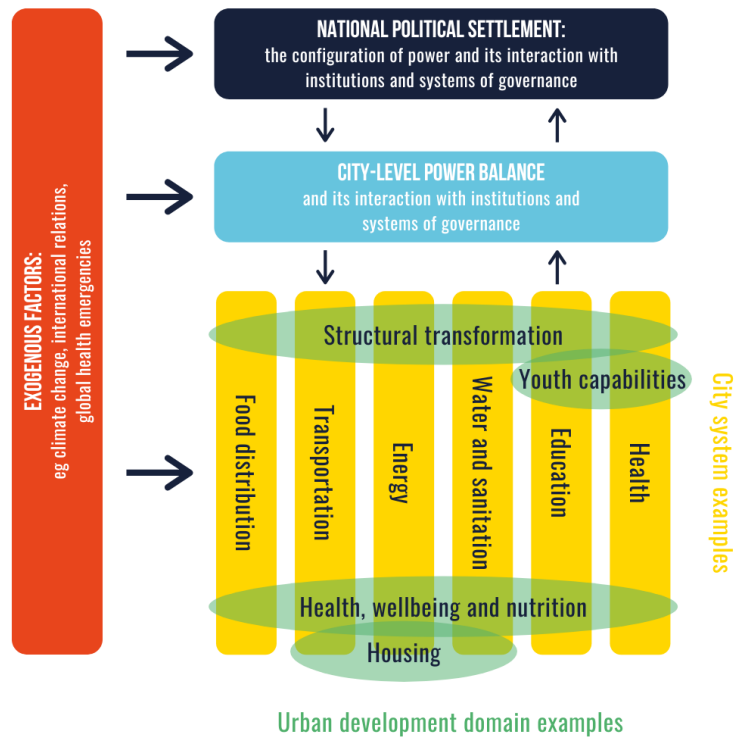 NATIONAL POLITICAL SETTLEMENT:
the configuration of power and its interaction with
institutions and systems of governance
CITY-LEVEL POWER BALANCE
and its interaction with institutions and
systems of governance
EXOGENOUS FACTORS:
eg climate change, international relations,
global health emergencies
Structural transformation
Youth capabilities
Food distribution
Transportation
Energy
Water and sanitation
Education
Health
City system examples
Health, wellbeing and nutrition
Housing
Urban development domain examples